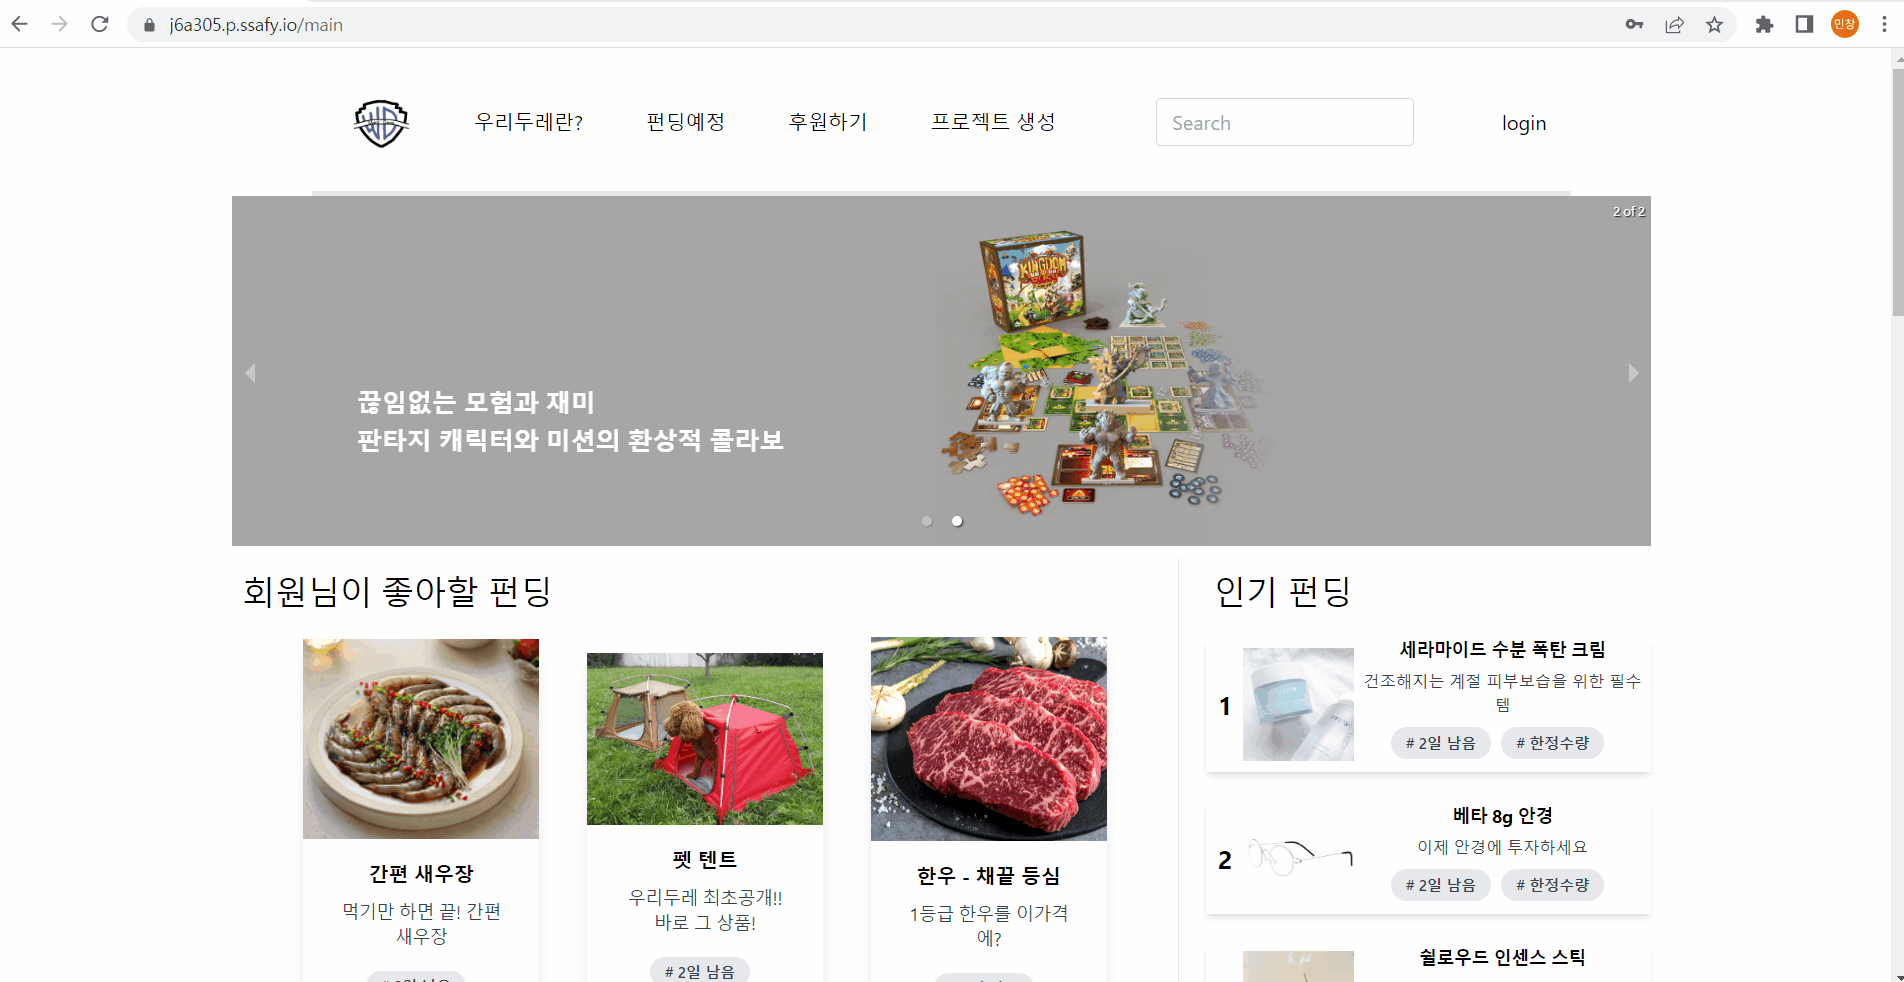 j6a305.p.ssafy.io/main
민창
우리두레란?
펀딩예정
후원하기
프로젝트 생성
Search
login
2 of 2
KINGDOM
끊임없는 모험과 재미
판타지 캐릭터와 미션의 환상적 콜라보
회원님이 좋아할 펀딩
간편 새우장
먹기만 하면 끝! 간편
새우장
펫 텐트
우리두레 최초공개!!
바로 그 상품!
# 2일 남음
한우 - 채끝 등심
1등급 한우를 이가격
에?
인기 펀딩
1
세라마이드 수분 폭탄 크림
건조해지는 계절 피부보습을 위한 필수
템
# 2일 남음
# 한정수량
2
베타 8g 안경
이제 안경에 투자하세요
# 2일 남음
# 한정수량
쉴로우드 인센스 스틱